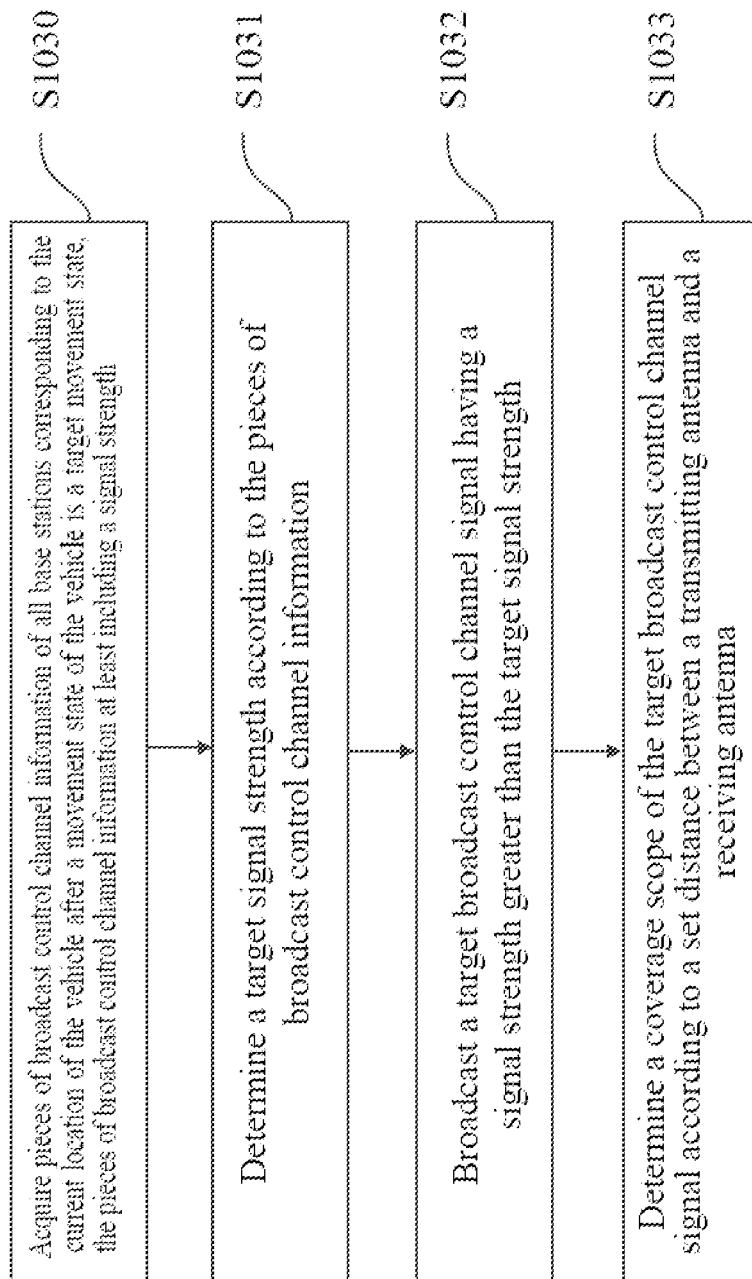 Acquire pieces of broadcast control channel information of all base stations corresponding to the
current location of the vehicle after a movement state of the vehicle is a target movement state,
the pieces of broadcast control channel information at least including a signal strength
S1030
Determine a target signal strength according to the pieces of
broadcast control channel information
S1031
Broadcast a target broadcast control channel signal having a
signal strength greater than the target signal strength
S1032
Determine a coverage scope of the target broadcast control channel
signal according to a set distance between a transmitting antenna and a
receiving antenna
S1033